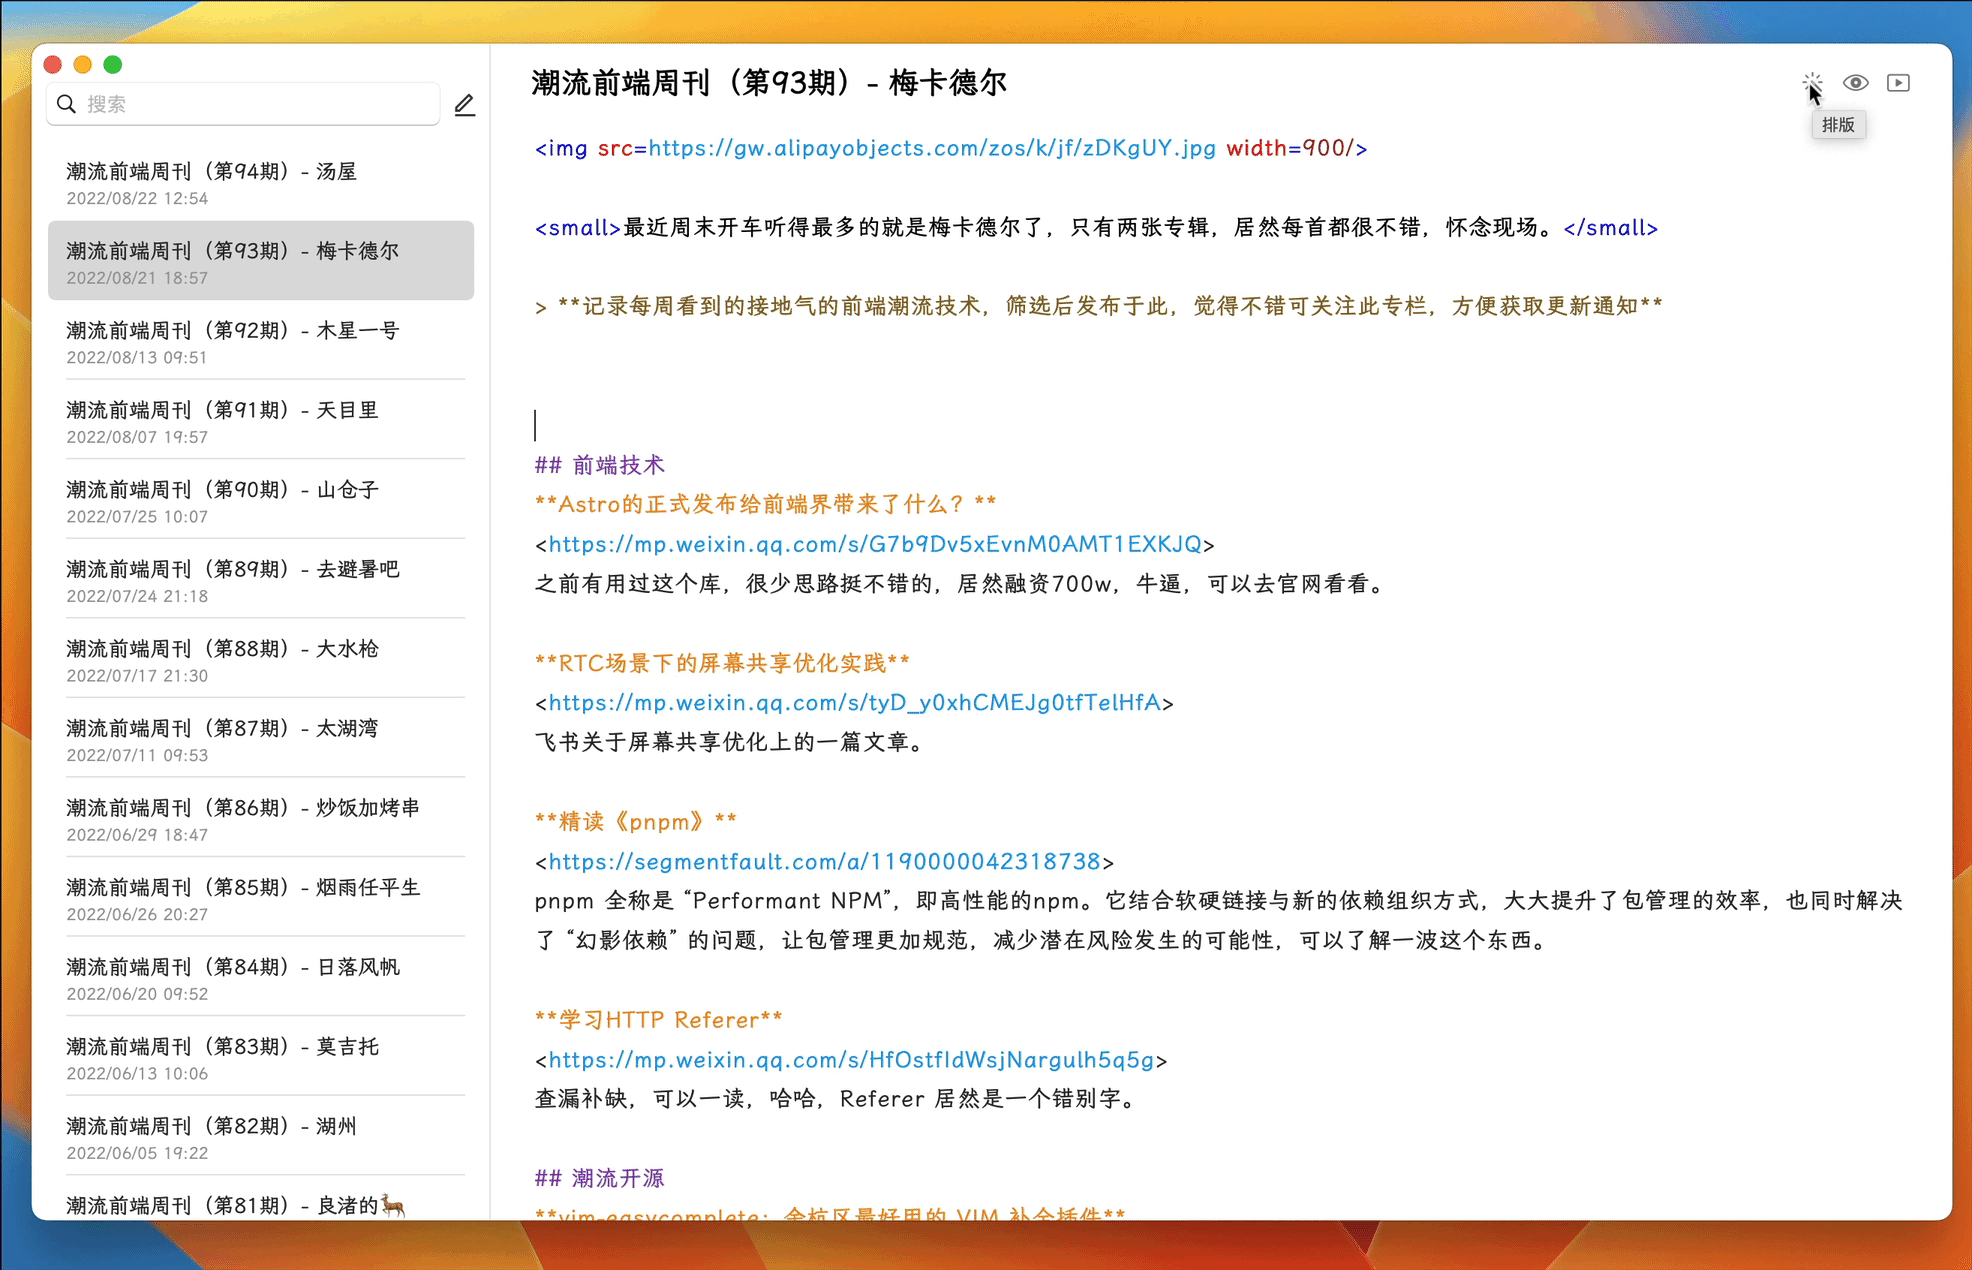 搜索
潮流前端周刊（第94期）- 汤屋
2022/08/22 12:54
潮流前端周刊（第93期）- 梅卡德尔
2022/08/21 18:57
潮流前端周刊（第92期）- 木星一号
2022/08/13 09:51
潮流前端周刊（第91期）- 天目里
2022/08/07 19:57
潮流前端周刊（第90期）- 山仓子
2022/07/25 10:07
潮流前端周刊（第89期）- 去避暑吧
2022/07/24 21:18
潮流前端周刊（第88期）- 大水枪
2022/07/17 21:30
潮流前端周刊（第87期）- 太湖湾
2022/07/11 09:53
潮流前端周刊（第86期）- 炒饭加烤串
2022/06/29 18:47
潮流前端周刊（第85期）- 烟雨任平生
2022/06/26 20:27
潮流前端周刊（第84期）- 日落风帆
2022/06/20 09:52
潮流前端周刊（第83期）- 莫吉托
2022/06/13 10:06
潮流前端周刊（第82期）- 湖州
2022/06/05 19:22
潮流前端周刊（第81期）- 良渚的🦌
潮流前端周刊（第93期）- 梅卡德尔
排版
<img src=https://gw.alipayobjects.com/zos/k/jf/zDKgUY.jpg width=900/>
<small>最近周末开车听得最多的就是梅卡德尔了，只有两张专辑，居然每首都很不错，怀念现场。</small>
> **记录每周看到的接地气的前端潮流技术，筛选后发布于此，觉得不错可关注此专栏，方便获取更新通知**
## 前端技术
**Astro的正式发布给前端界带来了什么？**
<https://mp.weixin.qq.com/s/G7b9Dv5xEvnM0AMT1EXKJQ>
之前有用过这个库，很少思路挺不错的，居然融资700w，牛逼，可以去官网看看。
**RTC场景下的屏幕共享优化实践**
<https://mp.weixin.qq.com/s/tyD_y0xhCMEJg0tfTelHfA>
飞书关于屏幕共享优化上的一篇文章。
**精读《pnpm》**
<https://segmentfault.com/a/1190000042318738>
pnpm 全称是 “Performant NPM”，即高性能的npm。它结合软硬链接与新的依赖组织方式，大大提升了包管理的效率，也同时解决
了 “幻影依赖” 的问题，让包管理更加规范，减少潜在风险发生的可能性，可以了解一波这个东西。
**学习HTTP Referer**
<https://mp.weixin.qq.com/s/HfOstfIdWsjNargulh5q5g>
查漏补缺，可以一读，哈哈，Referer 居然是一个错别字。
## 潮流开源
**vim-easycomplete：余杭区最好用的 VIM 补全插件**